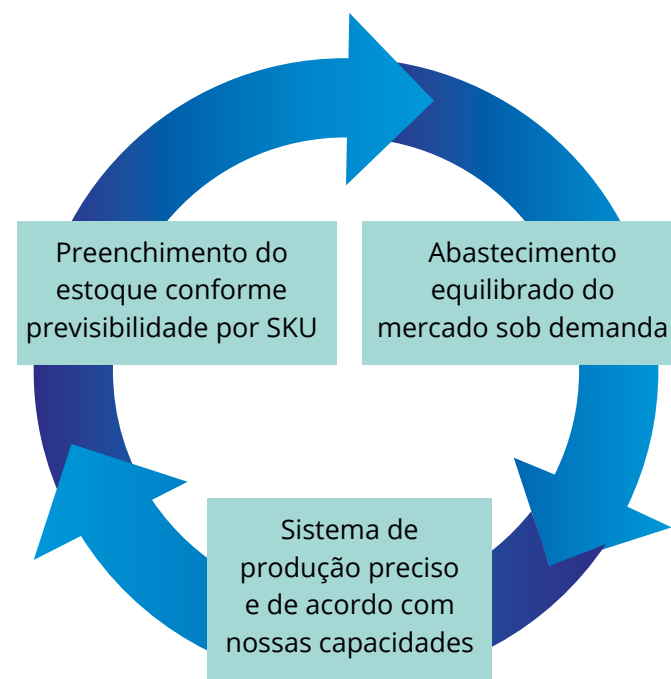 Preenchimento do
estoque conforme
previsibilidade por SKU
Abastecimento
equilibrado do
mercado sob demanda
Sistema de
produção preciso
e de acordo com
nossas capacidades